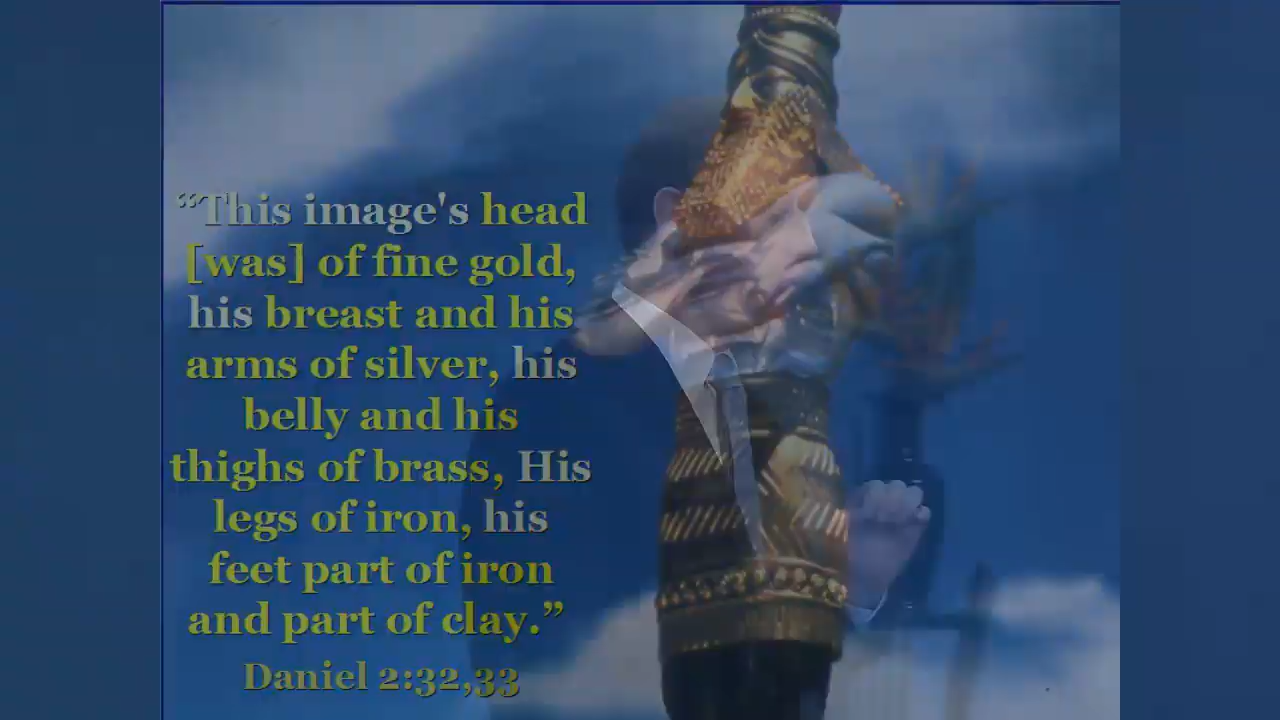 “This image's head
[was] of fine gold,
his breast and his
arms of silver, his
belly and his
thighs of brass, His
legs of iron, his
feet part of iron
and part of clay.”
Daniel 2:32,33